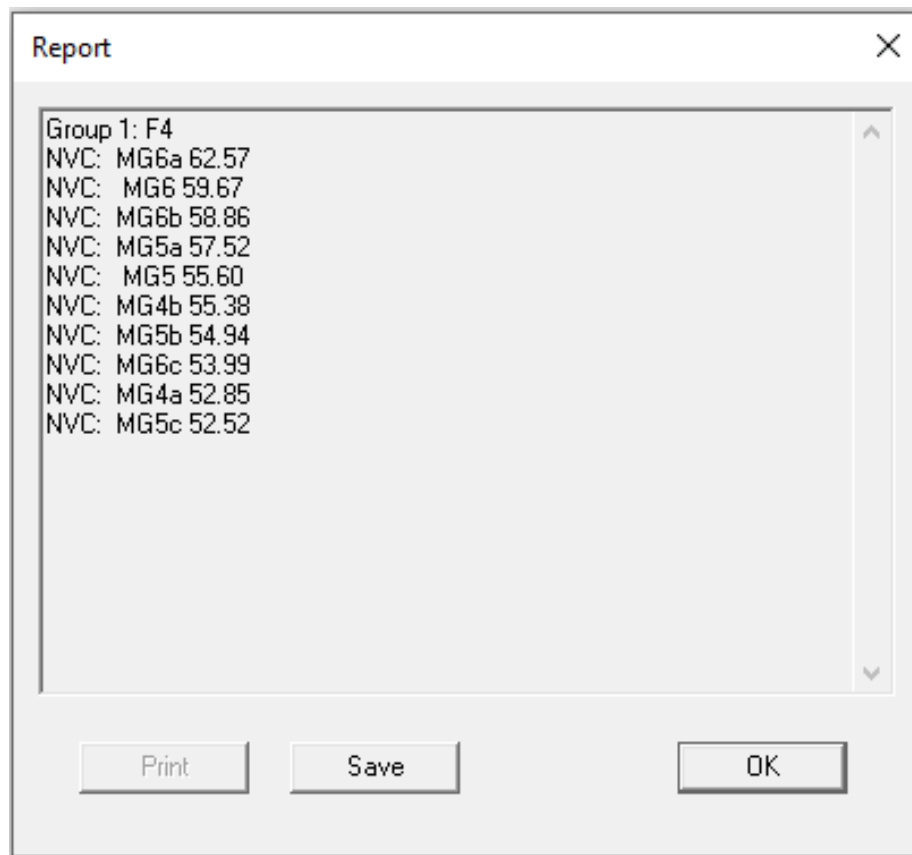 Report
Group 1: F4
NVC:  MG6a 62.57
NVC:   MG6 59.67
NVC:  MG6b 58.86
NVC:  MG5a 57.52
NVC:   MG5 55.60
NVC:  MG4b 55.38
NVC:  MG5b 54.94
NVC:  MG6c 53.99
NVC:  MG4a 52.85
NVC:  MG5c 52.52
Print
Save
OK